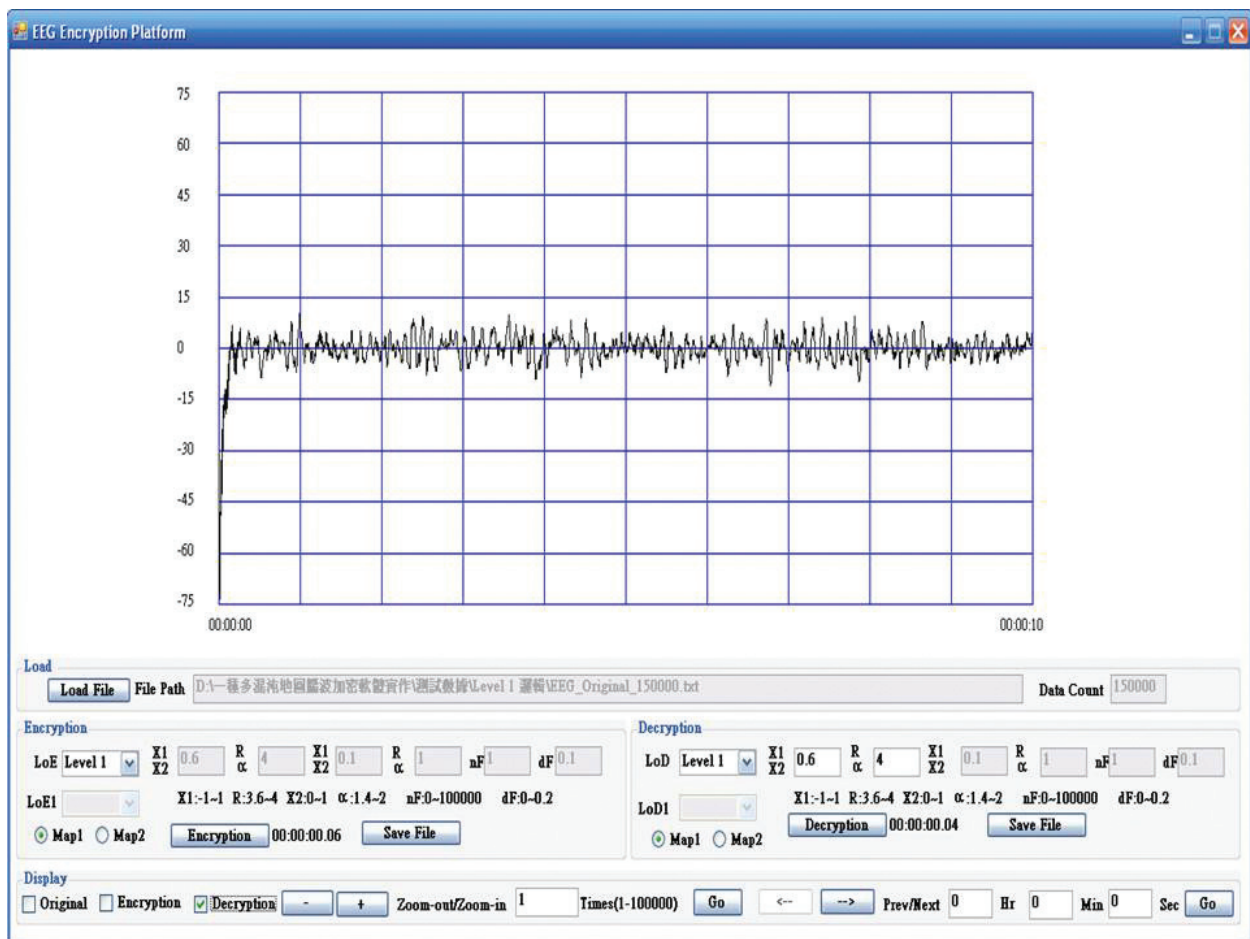 EEG Encryption Platform
75
60
45
30
15
0
-15
-30
-45
-60
-75
00:00:00 00:00:10
Load
Load File File Path D:\一種多混沌地圖腦波加密軟體實作\測試數據\Level 1 邏輯\EEG_Original_150000.txt Data Count 150000
Encryption
LoE Level 1 X1 X2 0.6 R α 4 X1 X2 0.1 R α 1 nF 1 dF 0.1
LoE1 X1:-1~1 R:3.6~4 X2:0~1 α:1.4~2 nF:0~100000 dF:0~0.2
Map1 Map2 Encryption 00:00:00.06 Save File
Decryption
LoD Level 1 X1 X2 0.6 R α 4 X1 X2 0.1 R α 1 nF 1 dF 0.1
LoD1 X1:-1~1 R:3.6~4 X2:0~1 α:1.4~2 nF:0~100000 dF:0~0.2
Map1 Map2 Decryption 00:00:00.04 Save File
Display
Original Encryption Decryption - + Zoom-out/Zoom-in 1 Times(1-100000) Go <-- --> Prev/Next 0 Hr 0 Min 0 Sec Go